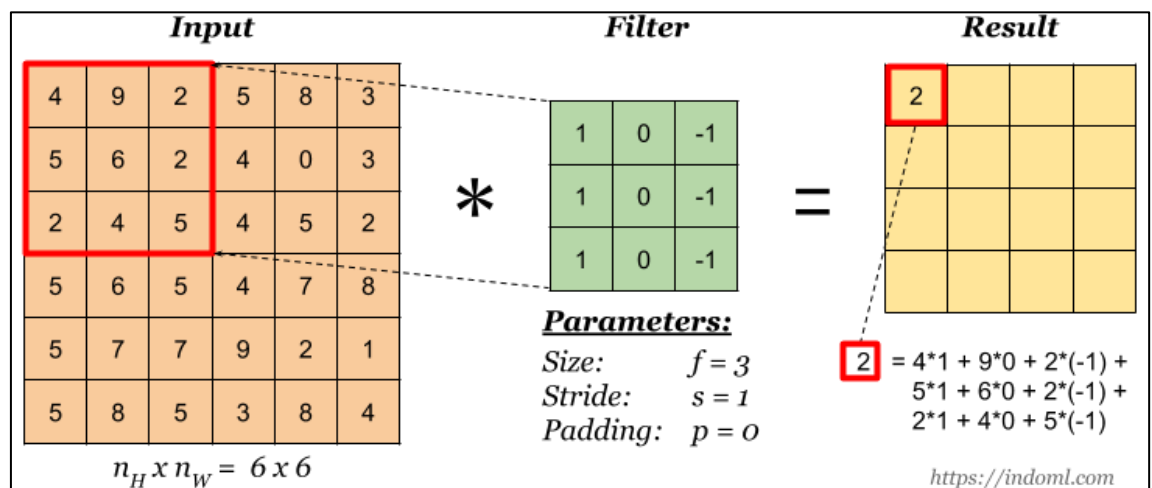 Input Filter Result
4 9 2 5 8 3
5 6 2 4 0 3
2 4 5 4 5 2
5 6 5 4 7 8
5 7 7 9 2 1
5 8 5 3 8 4
n_H x n_W = 6 x 6
*
1 0 -1
1 0 -1
1 0 -1
Parameters:
Size: f = 3
Stride: s = 1
Padding: p = 0
=
2
2 = 4*1 + 9*0 + 2*(-1) +
5*1 + 6*0 + 2*(-1) +
2*1 + 4*0 + 5*(-1)
https://indoml.com